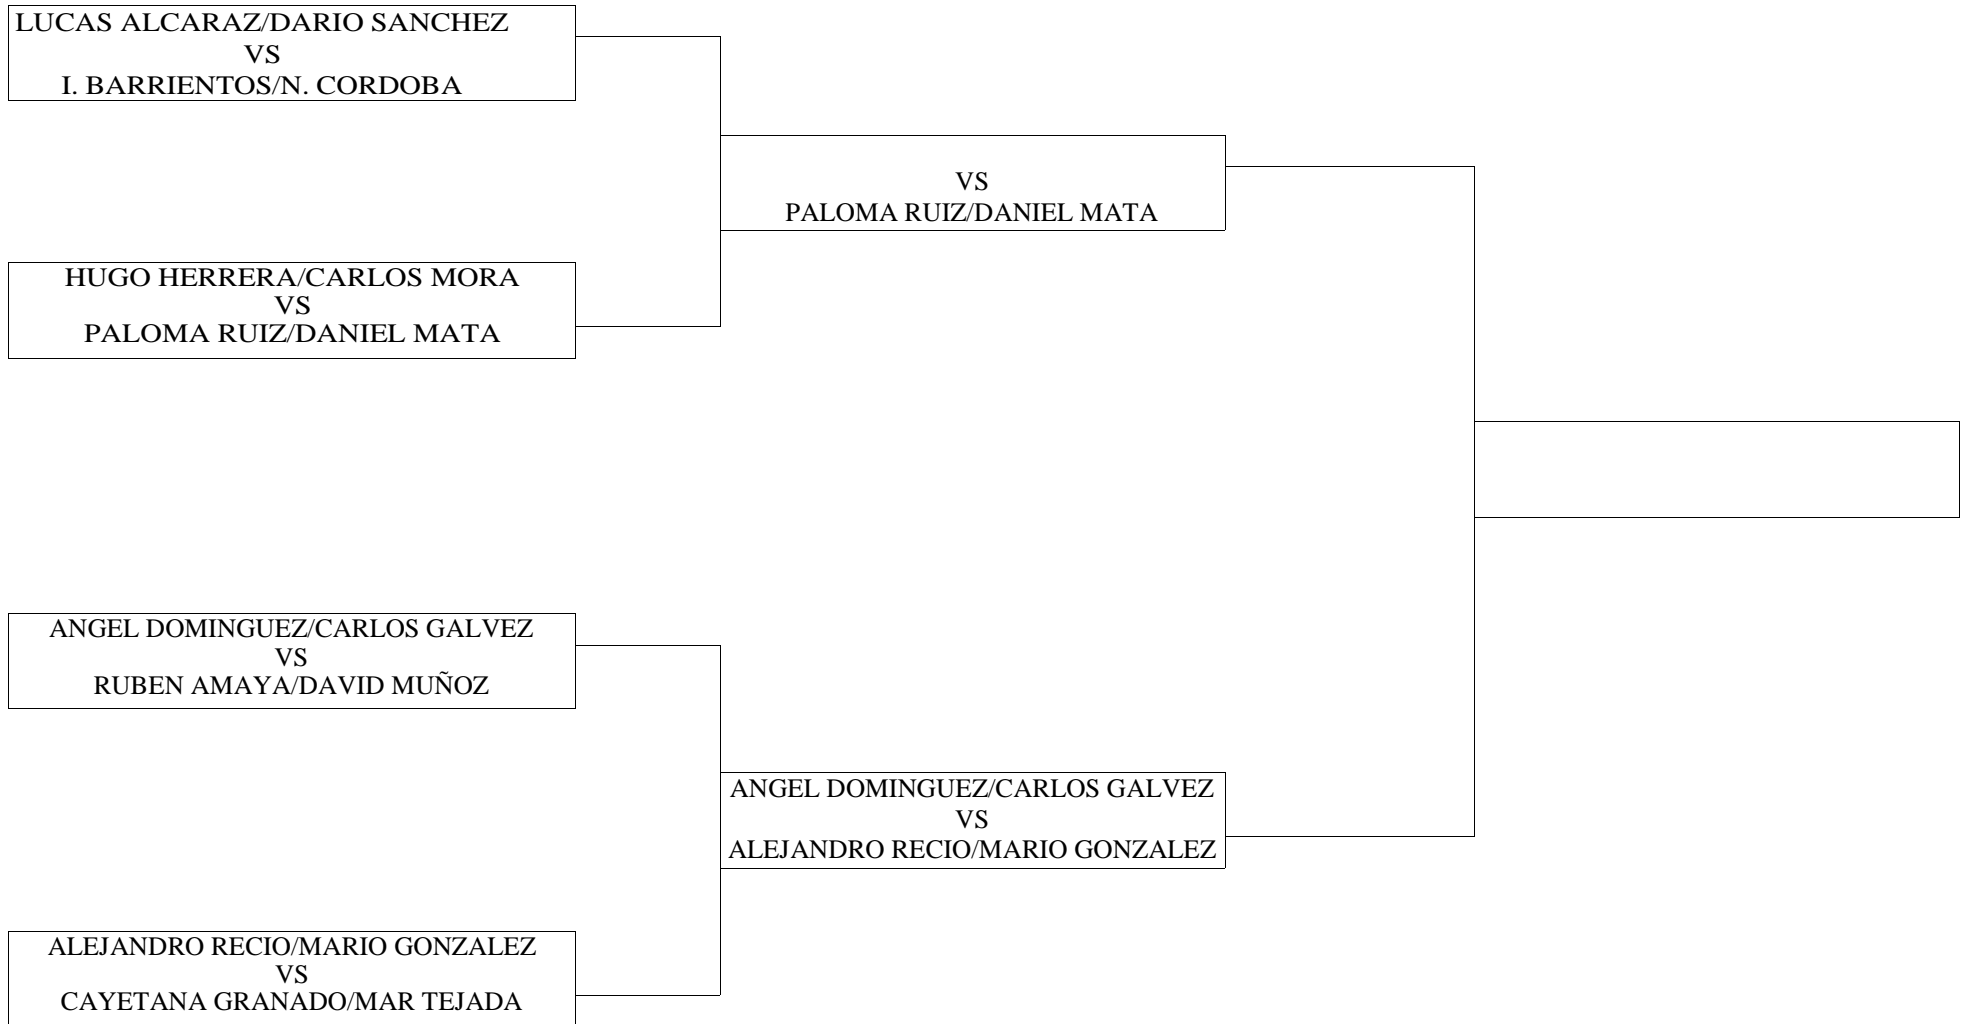 LUCAS ALCARAZ/DARIO SANCHEZ
VS
I. BARRIENTOS/N. CORDOBA
HUGO HERRERA/CARLOS MORA
VS
PALOMA RUIZ/DANIEL MATA
ANGEL DOMINGUEZ/CARLOS GALVEZ
VS
RUBEN AMAYA/DAVID MUÑOZ
ALEJANDRO RECIO/MARIO GONZALEZ
VS
CAYETANA GRANADO/MAR TEJADA
VS
PALOMA RUIZ/DANIEL MATA
ANGEL DOMINGUEZ/CARLOS GALVEZ
VS
ALEJANDRO RECIO/MARIO GONZALEZ